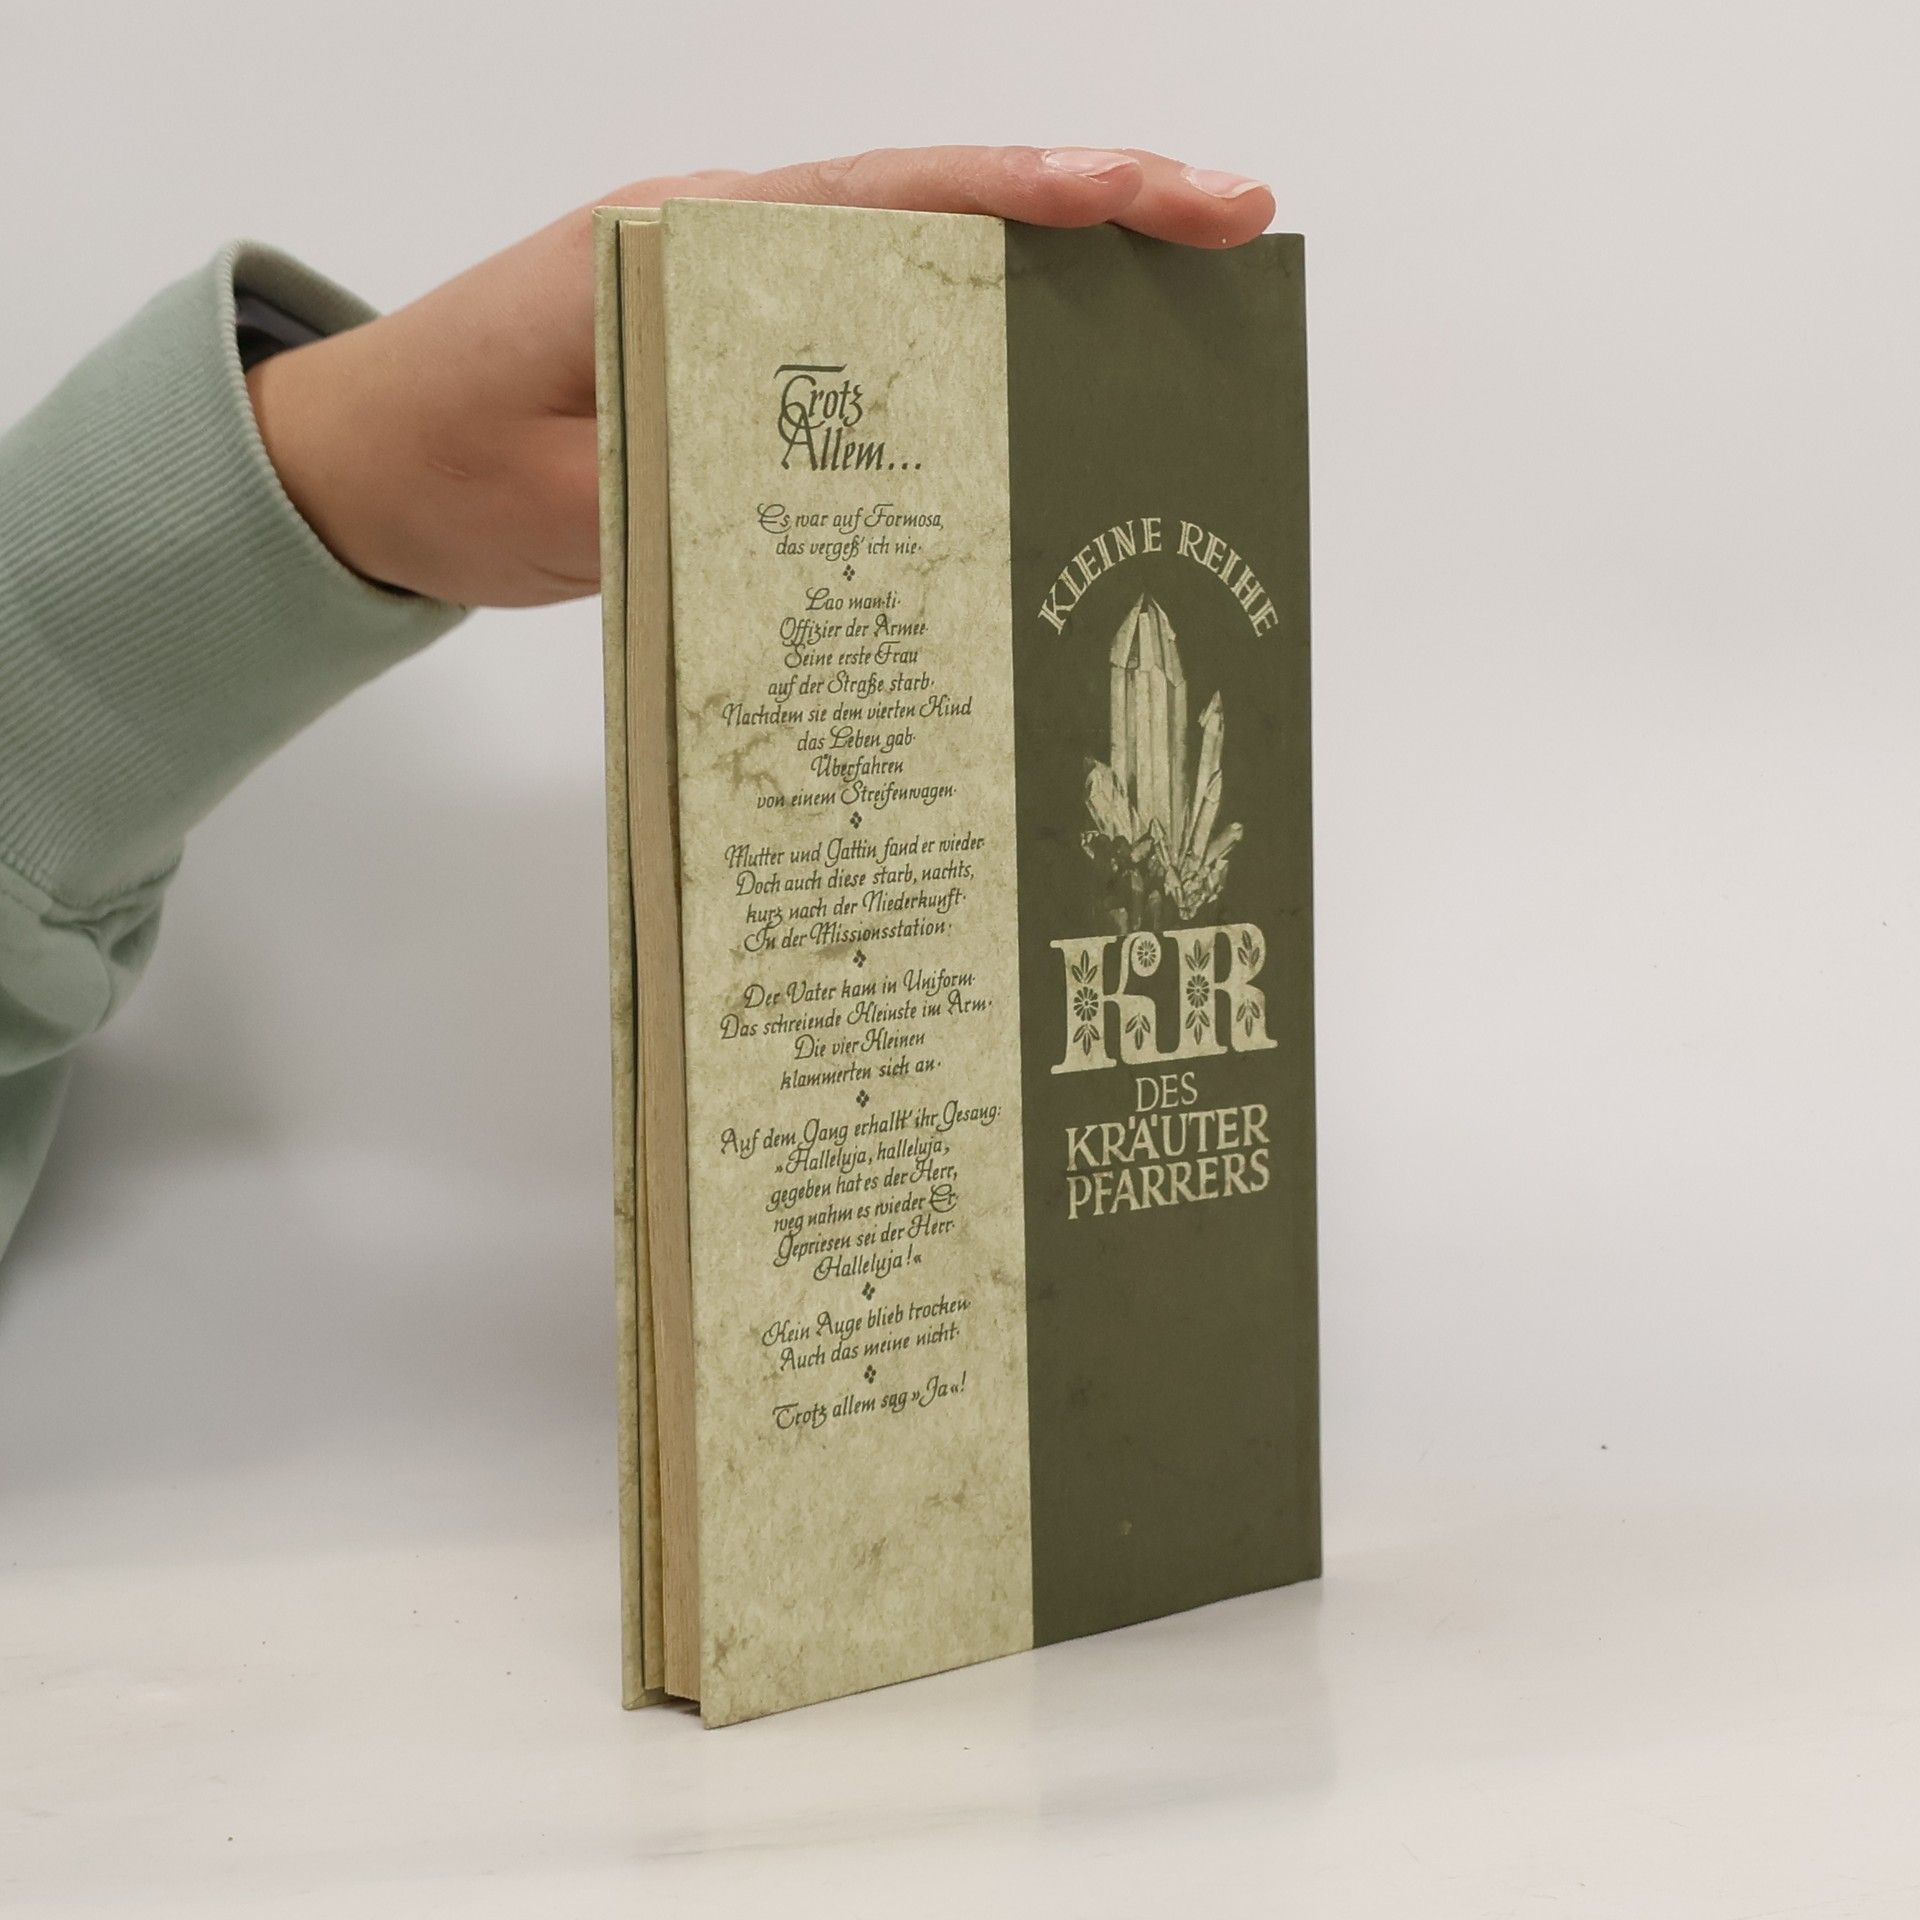 Trotz
Allem...
Es war auf Formosa,
das vergeß' ich nie·
Lao man-ti·
Offizier der Armee·
Seine erste Frau
auf der Straße starb·
Nachdem sie dem vierten Kind
das Leben gab·
Überfahren
von einem Streifenwagen·
Mutter und Gattin fand er wieder·
Doch auch diese starb, nachts,
kurz nach der Niederkunft·
In der Missionsstation·
Der Vater kam in Uniform·
Das schreiende Kleinste im Arm·
Die vier Kleinen
klammerten sich an·
Auf dem Gang erhallt' ihr Gesang:
»Halleluja, halleluja,
gegeben hat es der Herr,
weg nahm es wieder Er·
Gepriesen sei der Herr·
Halleluja!«
Kein Auge blieb trocken·
Auch das meine nicht·
Trotz allem sag »Ja«!
KLEINE REIHE
KR
DES
KRÄUTER
PFARRERS